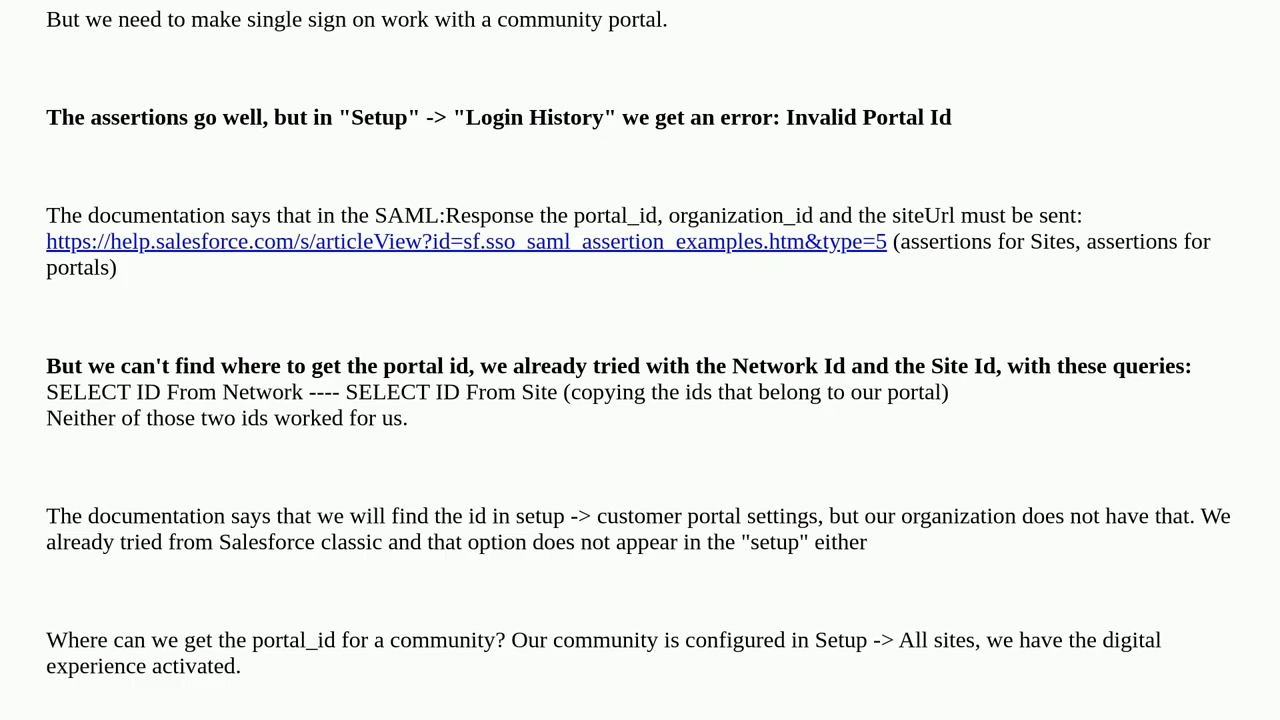 But we need to make single sign on work with a community portal.
The assertions go well, but in "Setup" -> "Login History" we get an error: Invalid Portal Id
The documentation says that in the SAML:Response the portal_id, organization_id and the siteUrl must be sent:
https://help.salesforce.com/s/articleView?id=sf.sso_saml_assertion_examples.htm&type=5 (assertions for Sites, assertions for
portals)
But we can't find where to get the portal id, we already tried with the Network Id and the Site Id, with these queries:
SELECT ID From Network ---- SELECT ID From Site (copying the ids that belong to our portal)
Neither of those two ids worked for us.
The documentation says that we will find the id in setup -> customer portal settings, but our organization does not have that. We
already tried from Salesforce classic and that option does not appear in the "setup" either
Where can we get the portal_id for a community? Our community is configured in Setup -> All sites, we have the digital
experience activated.